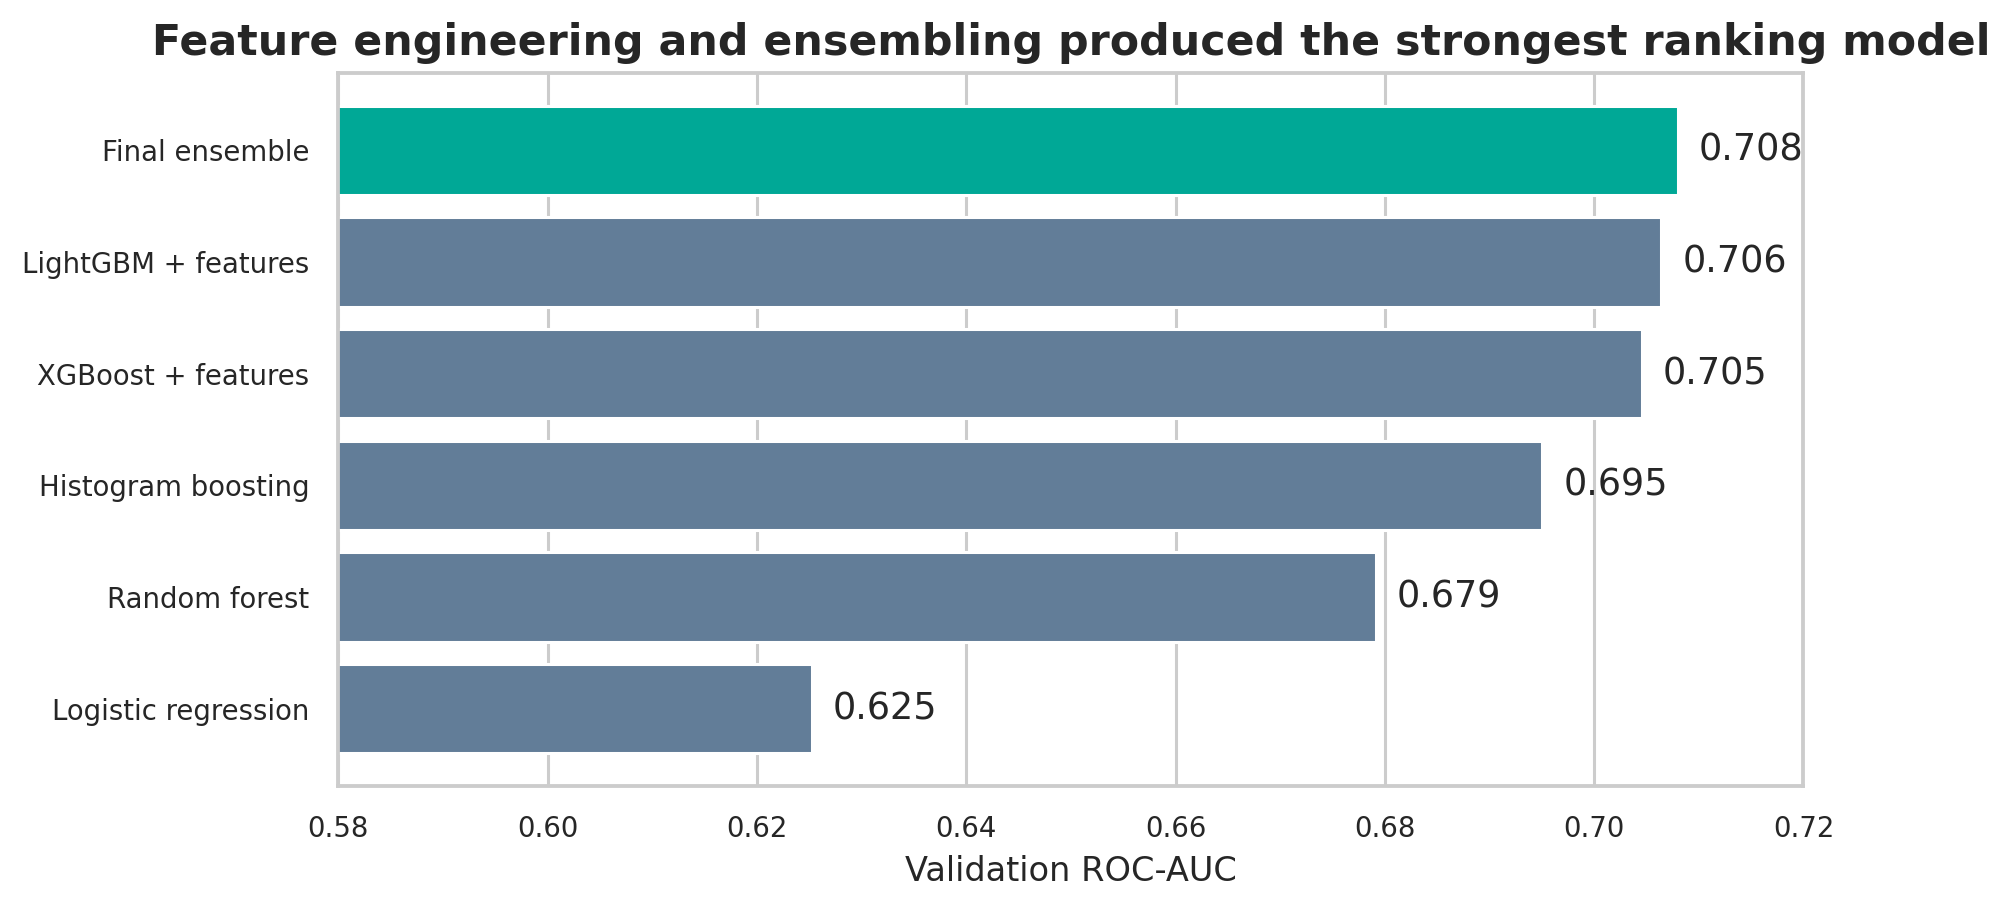 Feature engineering and ensembling produced the strongest ranking model
Final ensemble 0.708
LightGBM + features 0.706
XGBoost + features 0.705
Histogram boosting 0.695
Random forest 0.679
Logistic regression 0.625
0.58 0.60 0.62 0.64 0.66 0.68 0.70 0.72
Validation ROC-AUC